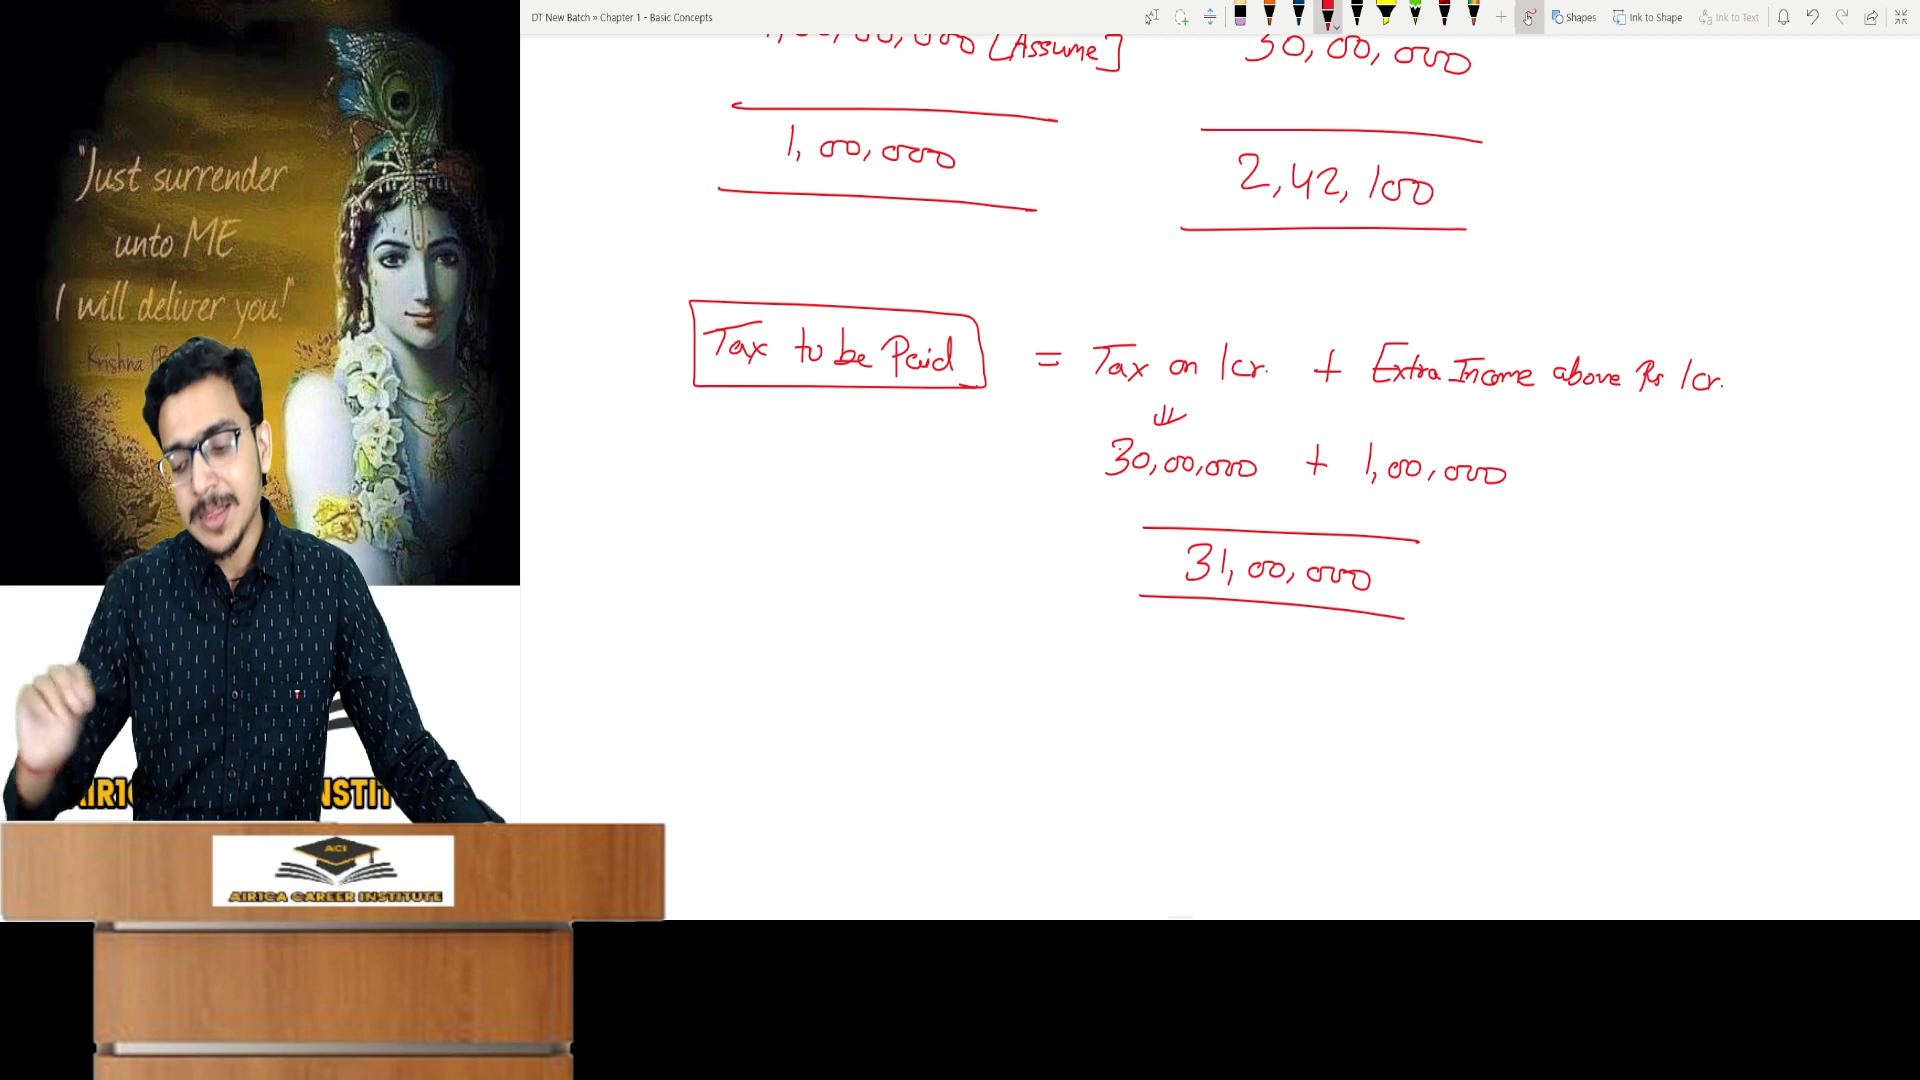 DT New Batch » Chapter 1 - Basic Concepts
Shapes
Ink to Shape
Ink to Text
[Assume]
30,00,000
1,00,000
2,42,100
Tax to be Paid = Tax on 1cr. + Extra Income above Rs 1cr.
30,00,000 + 1,00,000
31,00,000
"Just surrender
unto ME
I will deliver you!"
Krishna
INSTIT
ACI
AIR1CA CAREER INSTITUTE